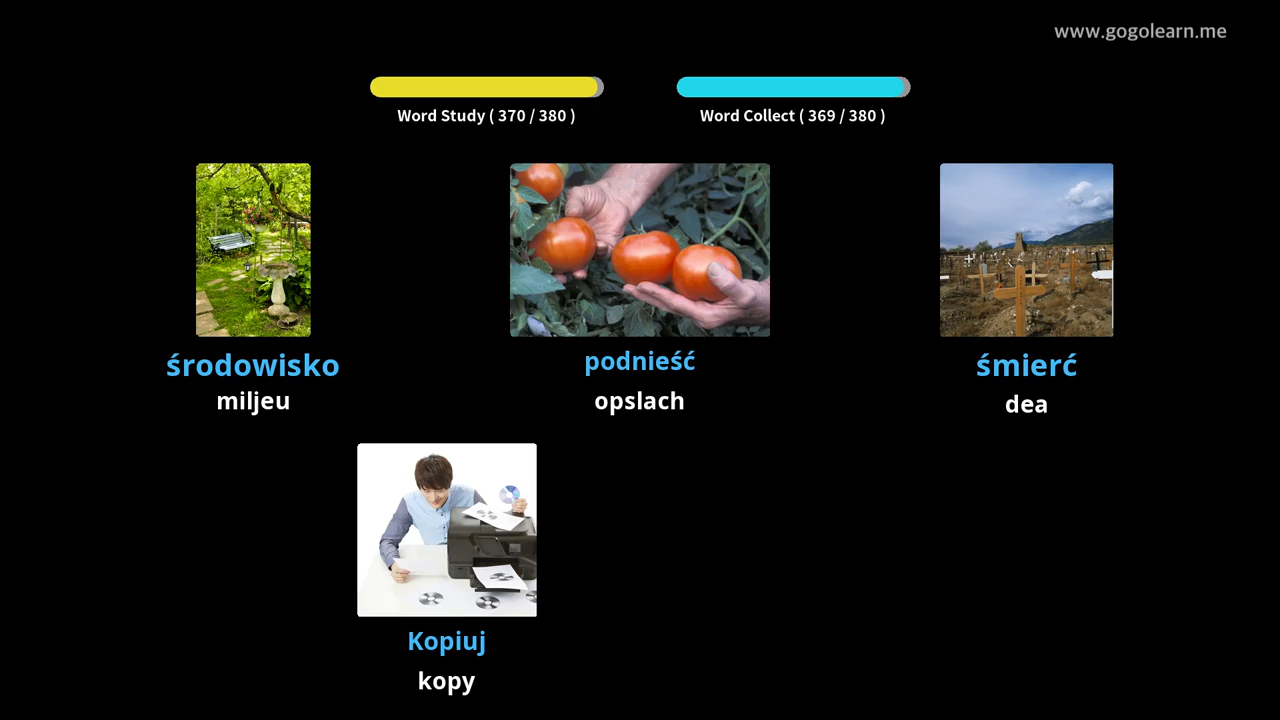 www.gogolearn.me
Word Study ( 370 / 380 )
Word Collect ( 369 / 380 )
środowisko
miljeu
podnieść
opslach
śmierć
dea
Kopiuj
kopy